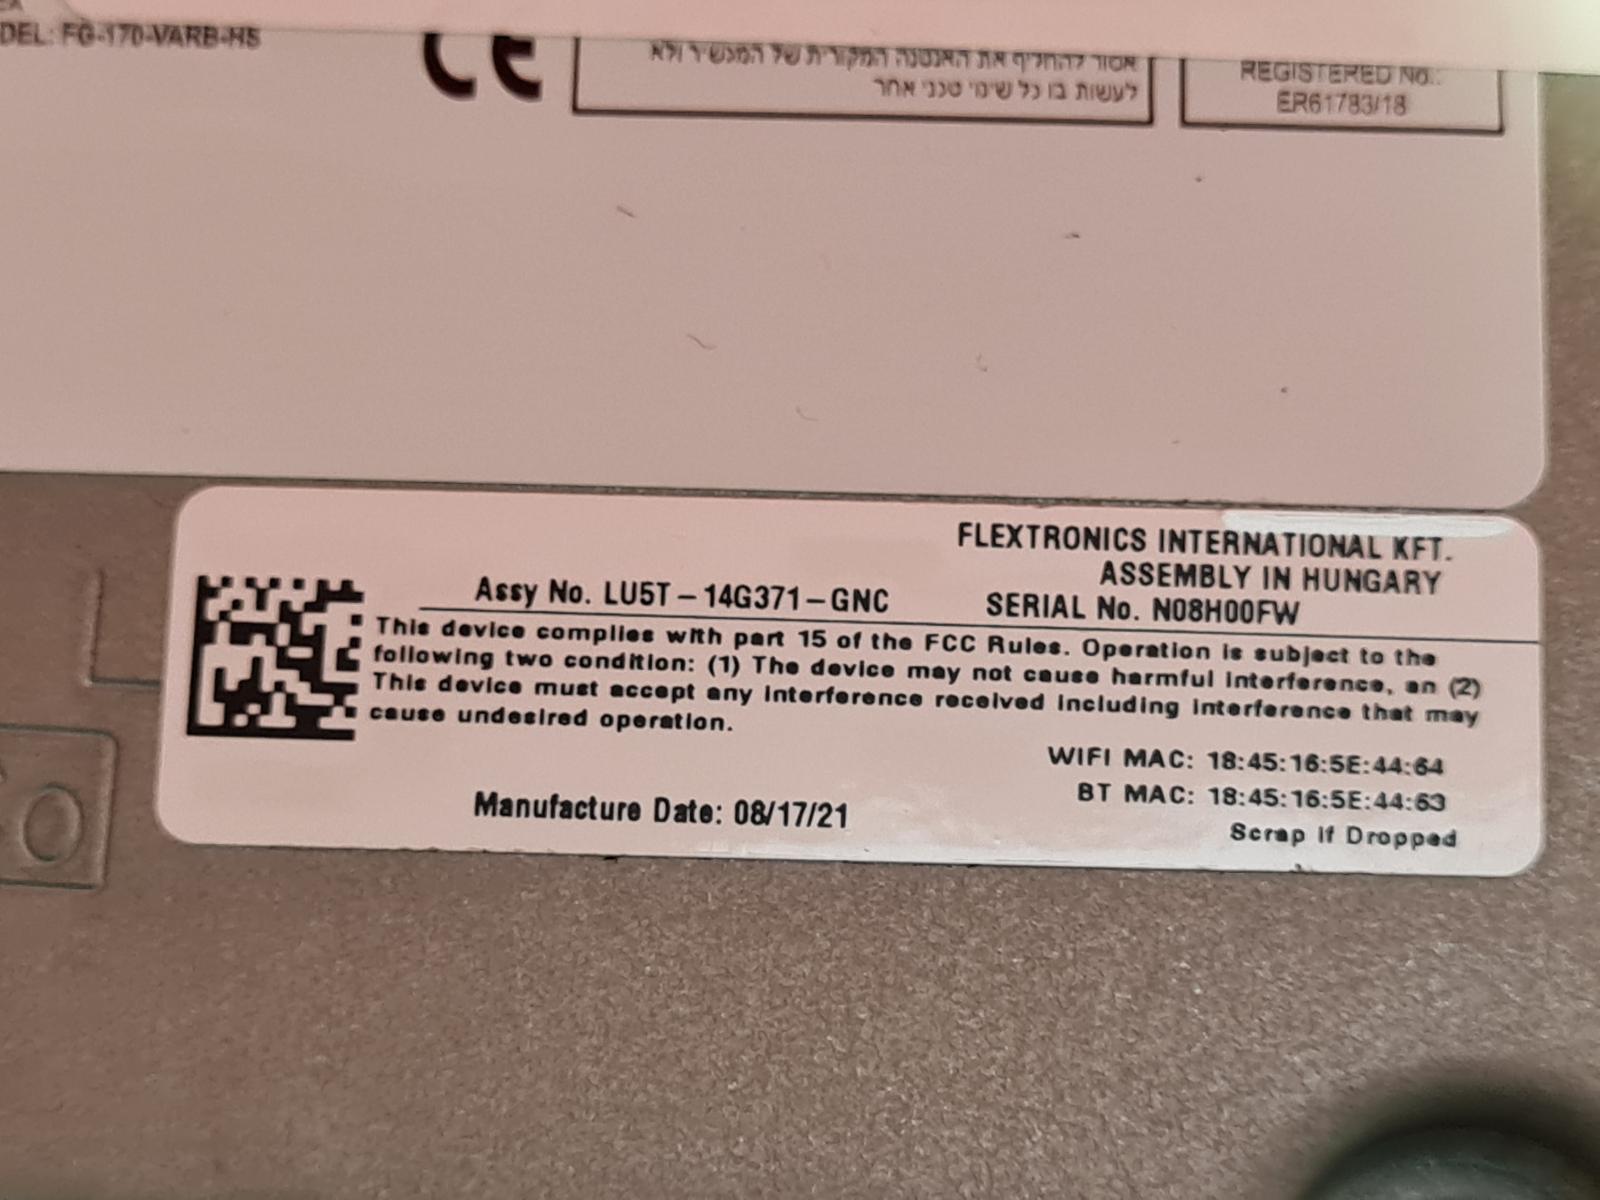 DEL: FG-170-VARB-HS
CE
אסור להחליף את האנטנה המקורית של המכשיר ולא
לעשות בו כל שינוי טכני אחר
REGISTERED No.:
ER61783/18
FLEXTRONICS INTERNATIONAL KFT.
ASSEMBLY IN HUNGARY
Assy No. LU5T-14G371-GNC SERIAL No. N08H00FW
This device complies with part 15 of the FCC Rules. Operation is subject to the
following two condition: (1) The device may not cause harmful interference, an (2)
This device must accept any interference received including interference that may
cause undesired operation.
WIFI MAC: 18:45:16:5E:44:64
BT MAC: 18:45:16:5E:44:63
Manufacture Date: 08/17/21
Scrap if Dropped